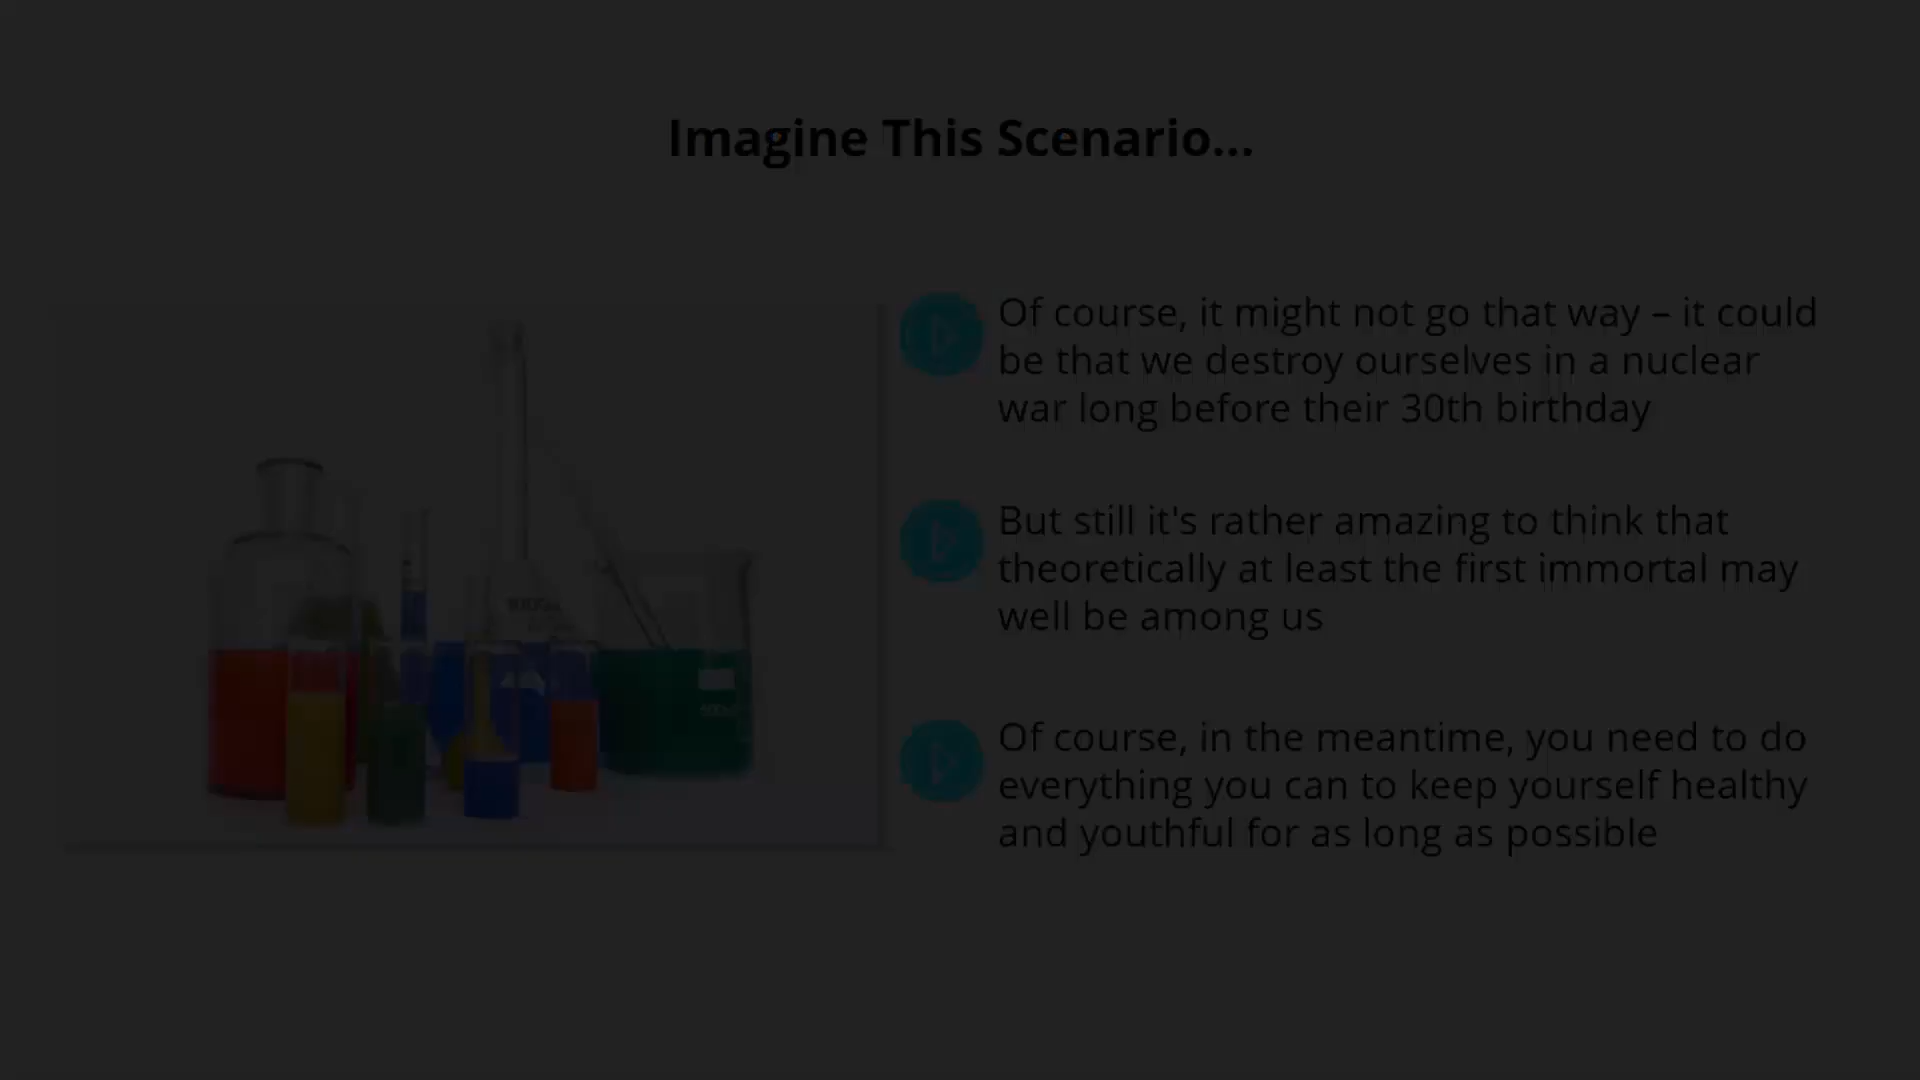 Imagine This Scenario...
Of course, it might not go that way – it could
be that we destroy ourselves in a nuclear
war long before their 30th birthday
But still it's rather amazing to think that
theoretically at least the first immortal may
well be among us
Of course, in the meantime, you need to do
everything you can to keep yourself healthy
and youthful for as long as possible